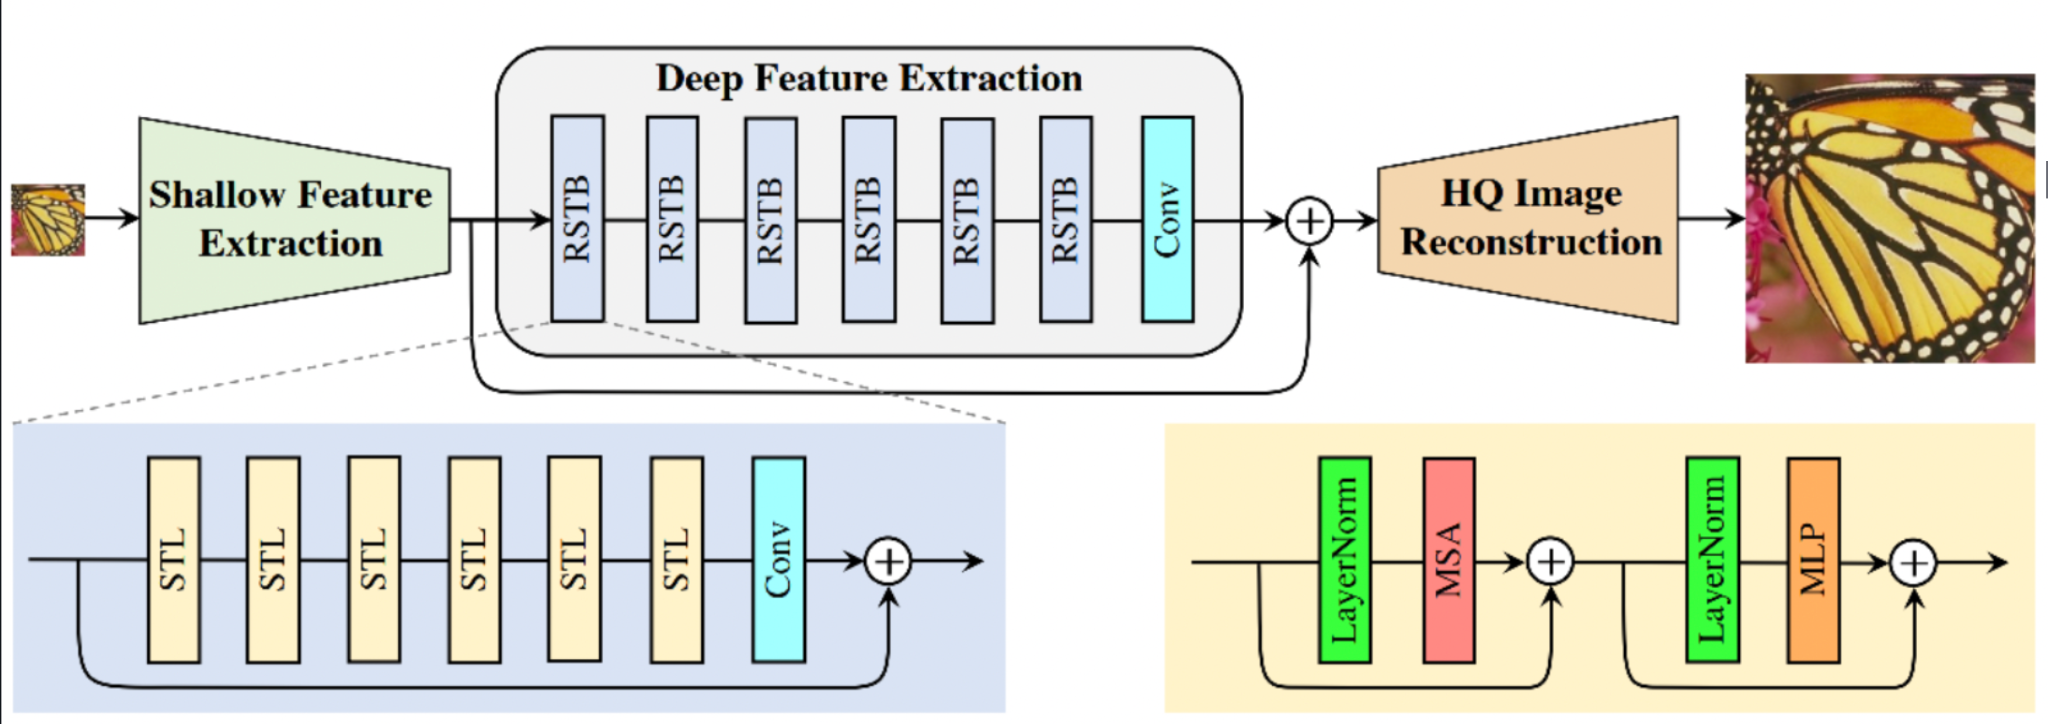 Deep Feature Extraction
Shallow Feature
Extraction
RSTB
RSTB
RSTB
RSTB
RSTB
RSTB
Conv
HQ Image
Reconstruction
STL
STL
STL
STL
STL
STL
Conv
LayerNorm
MSA
LayerNorm
MLP